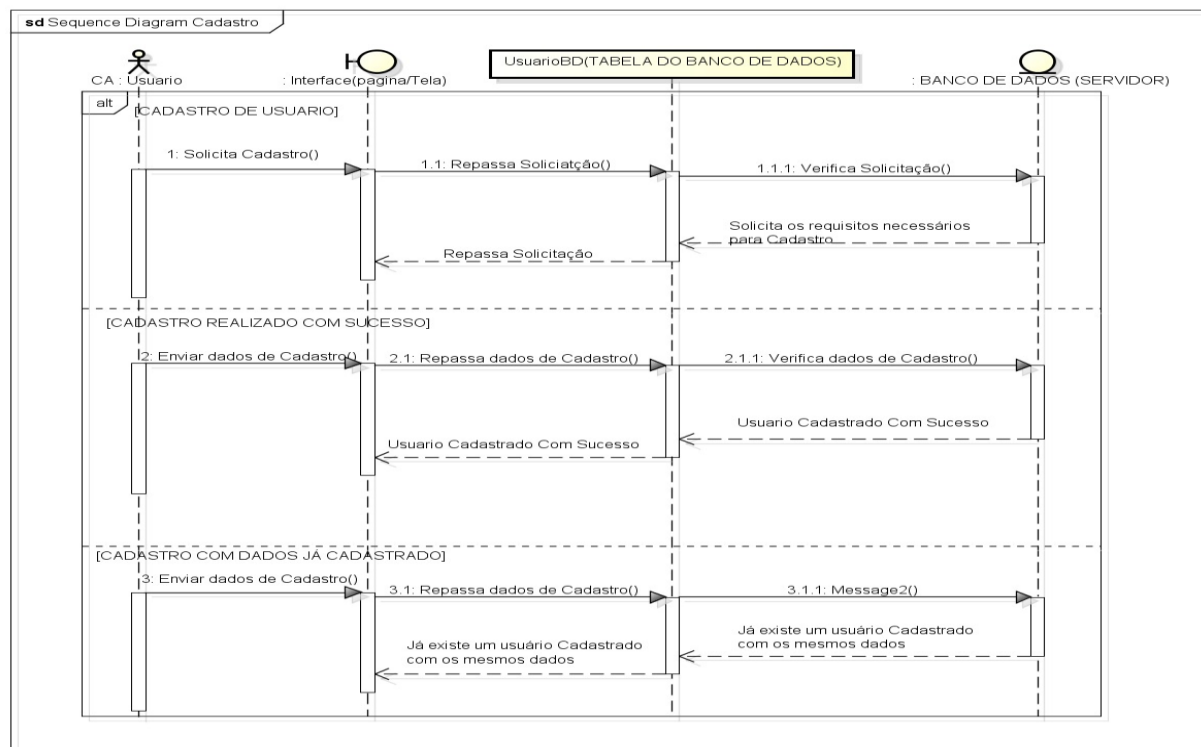 sd Sequence Diagram Cadastro
CA : Usuario
: Interface(pagina/Tela)
UsuarioBD(TABELA DO BANCO DE DADOS)
: BANCO DE DADOS (SERVIDOR)
alt
[CADASTRO DE USUARIO]
1: Solicita Cadastro()
1.1: Repassa Soliciatção()
1.1.1: Verifica Solicitação()
Solicita os requisitos necessários
para Cadastro
Repassa Solicitação
[CADASTRO REALIZADO COM SUCESSO]
2: Enviar dados de Cadastro()
2.1: Repassa dados de Cadastro()
2.1.1: Verifica dados de Cadastro()
Usuario Cadastrado Com Sucesso
Usuario Cadastrado Com Sucesso
[CADASTRO COM DADOS JÁ CADASTRADO]
3: Enviar dados de Cadastro()
3.1: Repassa dados de Cadastro()
3.1.1: Message2()
Já existe um usuário Cadastrado
com os mesmos dados
Já existe um usuário Cadastrado
com os mesmos dados